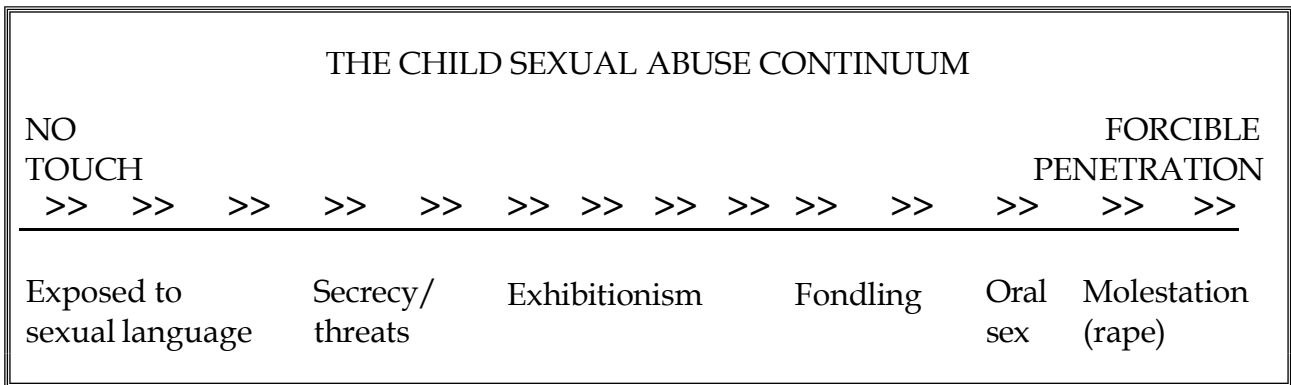 THE CHILD SEXUAL ABUSE CONTINUUM
NO
TOUCH
FORCIBLE
PENETRATION
>> >> >> >> >> >> >> >> >> >> >> >> >> >>
Exposed to
sexual language
Secrecy/
threats
Exhibitionism
Fondling
Oral
sex
Molestation
(rape)